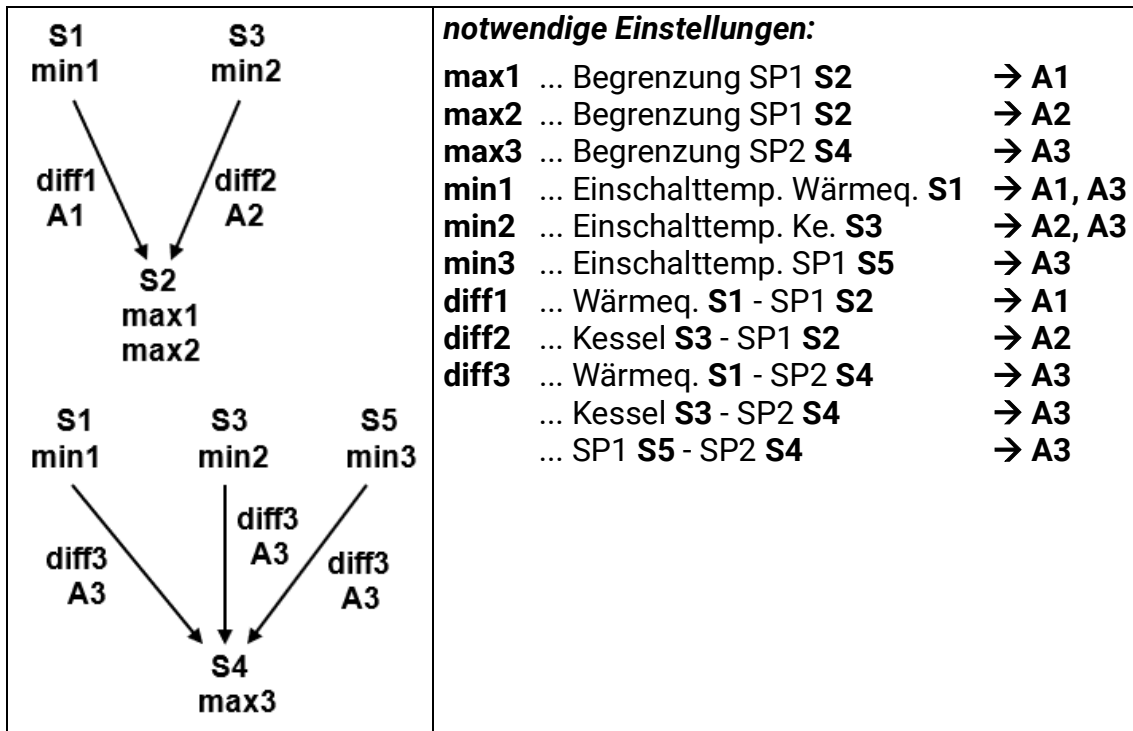 S1 S3
min1 min2
diff1 diff2
A1 A2
S2
max1
max2
S1 S3 S5
min1 min2 min3
diff3
A3
diff3 diff3
A3 A3
S4
max3
notwendige Einstellungen:
max1 ... Begrenzung SP1 S2 → A1
max2 ... Begrenzung SP1 S2 → A2
max3 ... Begrenzung SP2 S4 → A3
min1 ... Einschalttemp. Wärmeq. S1 → A1, A3
min2 ... Einschalttemp. Ke. S3 → A2, A3
min3 ... Einschalttemp. SP1 S5 → A3
diff1 ... Wärmeq. S1 - SP1 S2 → A1
diff2 ... Kessel S3 - SP1 S2 → A2
diff3 ... Wärmeq. S1 - SP2 S4 → A3
... Kessel S3 - SP2 S4 → A3
... SP1 S5 - SP2 S4 → A3